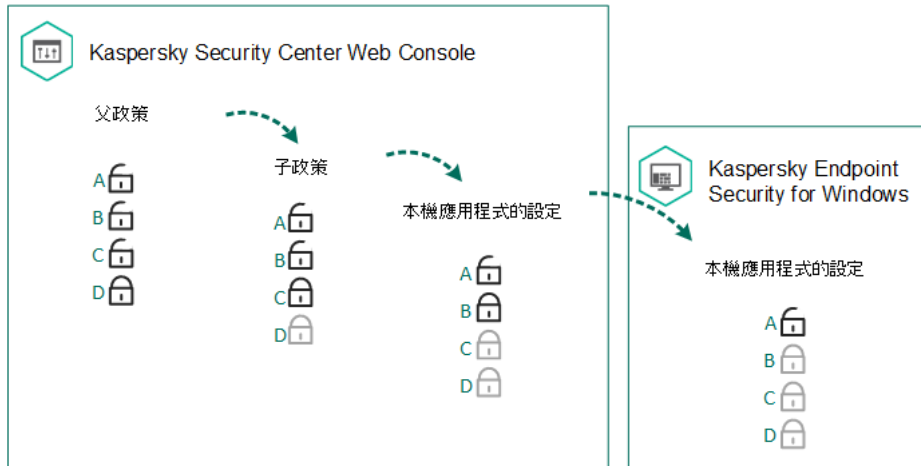 Kaspersky Security Center Web Console
父政策
A
B
C
D
子政策
A
B
C
D
本機應用程式的設定
A
B
C
D
Kaspersky Endpoint
Security for Windows
本機應用程式的設定
A
B
C
D